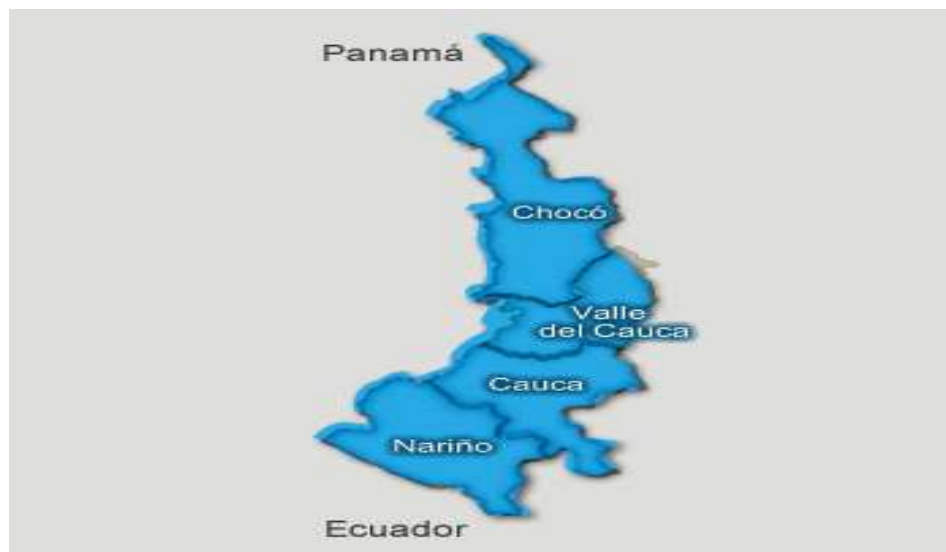 Panamá
Chocó
Valle
del Cauca
Cauca
Nariño
Ecuador